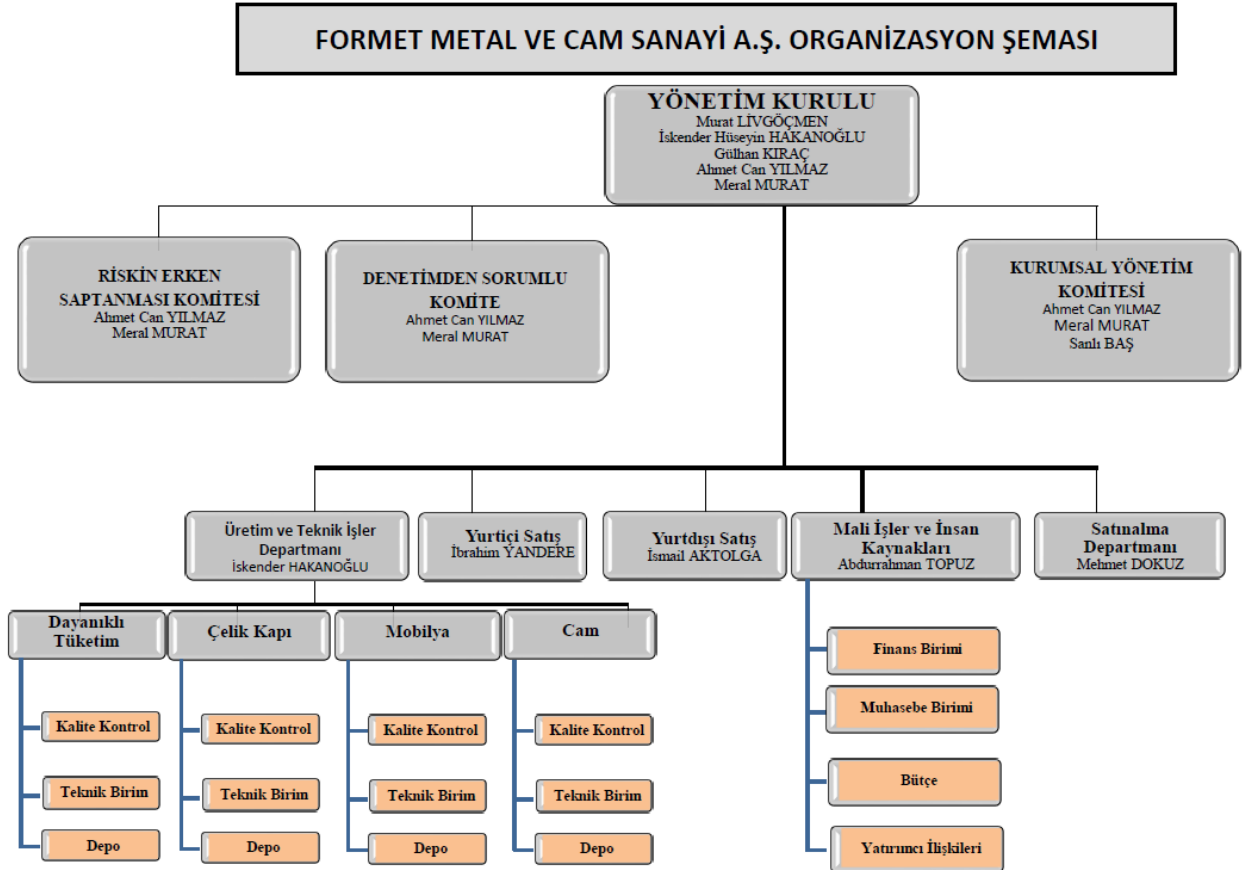 FORMET METAL VE CAM SANAYİ A.Ş. ORGANİZASYON ŞEMASI
YÖNETİM KURULU
Murat LİVGÖÇMEN
İskender Hüseyin HAKANOĞLU
Gülhan KIRAÇ
Ahmet Can YILMAZ
Meral MURAT
RİSKİN ERKEN
SAPTANMASI KOMİTESİ
Ahmet Can YILMAZ
Meral MURAT
DENETİMDEN SORUMLU
KOMİTE
Ahmet Can YILMAZ
Meral MURAT
KURUMSAL YÖNETİM
KOMİTESİ
Ahmet Can YILMAZ
Meral MURAT
Sanlı BAŞ
Üretim ve Teknik İşler
Departmanı
İskender HAKANOĞLU
Yurtiçi Satış
İbrahim YANDERE
Yurtdışı Satış
İsmail AKTOLGA
Mali İşler ve İnsan
Kaynakları
Abdurrahman TOPUZ
Satınalma
Departmanı
Mehmet DOKUZ
Dayanıklı
Tüketim
Kalite Kontrol
Teknik Birim
Depo
Çelik Kapı
Kalite Kontrol
Teknik Birim
Depo
Mobilya
Kalite Kontrol
Teknik Birim
Depo
Cam
Kalite Kontrol
Teknik Birim
Depo
Finans Birimi
Muhasebe Birimi
Bütçe
Yatırımcı İlişkileri